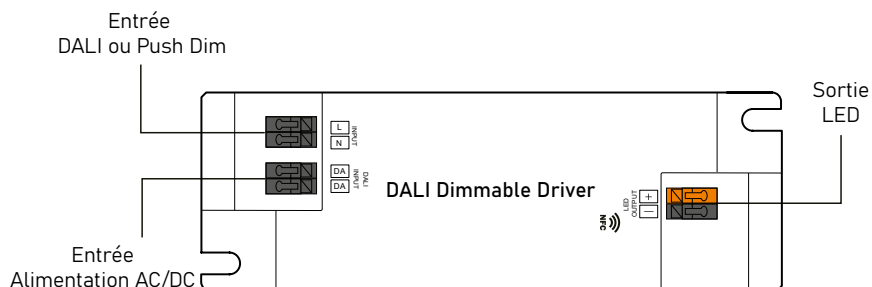 Entrée
DALI ou Push Dim
Sortie
LED
L
N
INPUT
DA
DA
DALI
INPUT
DALI Dimmable Driver
LED
OUTPUT
+
—
NFC
Entrée
Alimentation AC/DC